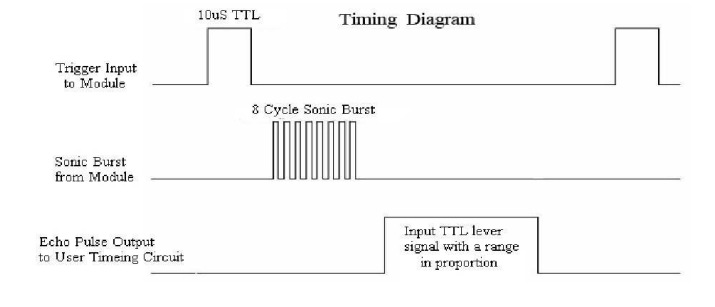 10uS TTL
Timing Diagram
Trigger Input
to Module
8 Cycle Sonic Burst
Sonic Burst
from Module
Echo Pulse Output
to User Timeing Circuit
Input TTL lever
signal with a range
in proportion